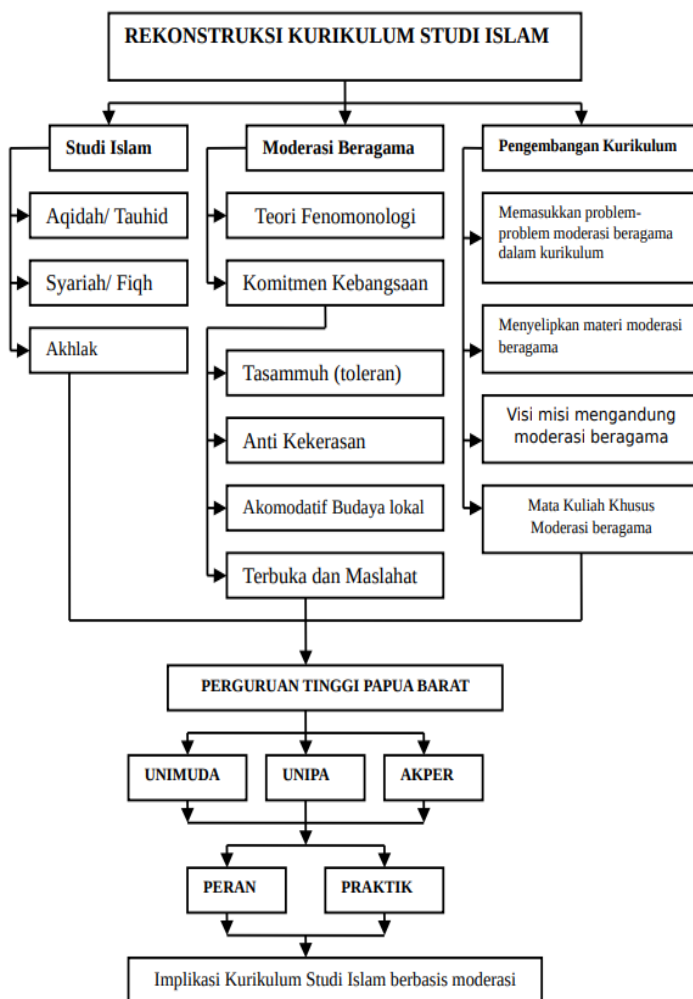 REKONSTRUKSI KURIKULUM STUDI ISLAM
Studi Islam
Aqidah/ Tauhid
Syariah/ Fiqh
Akhlak
Moderasi Beragama
Teori Fenomonologi
Komitmen Kebangsaan
Tasammuh (toleran)
Anti Kekerasan
Akomodatif Budaya lokal
Terbuka dan Maslahat
Pengembangan Kurikulum
Memasukkan problem-
problem moderasi beragama
dalam kurikulum
Menyelipkan materi moderasi
beragama
Visi misi mengandung
moderasi beragama
Mata Kuliah Khusus
Moderasi beragama
PERGURUAN TINGGI PAPUA BARAT
UNIMUDA
UNIPA
AKPER
PERAN
PRAKTIK
Implikasi Kurikulum Studi Islam berbasis moderasi